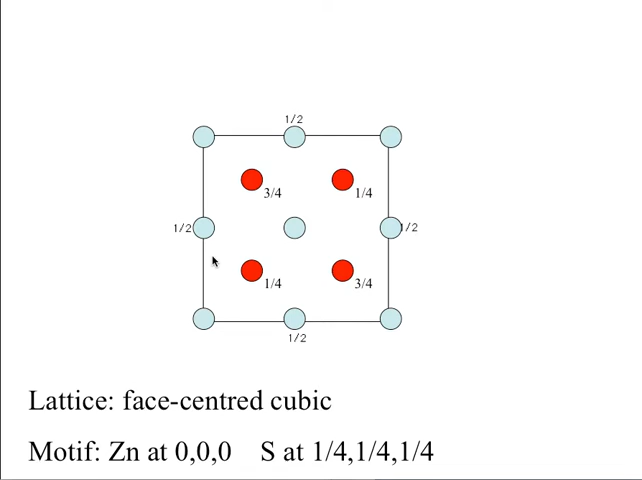 1/2
3/4 1/4
1/2 1/2
1/4 3/4
1/2
Lattice: face-centred cubic
Motif: Zn at 0,0,0 S at 1/4,1/4,1/4